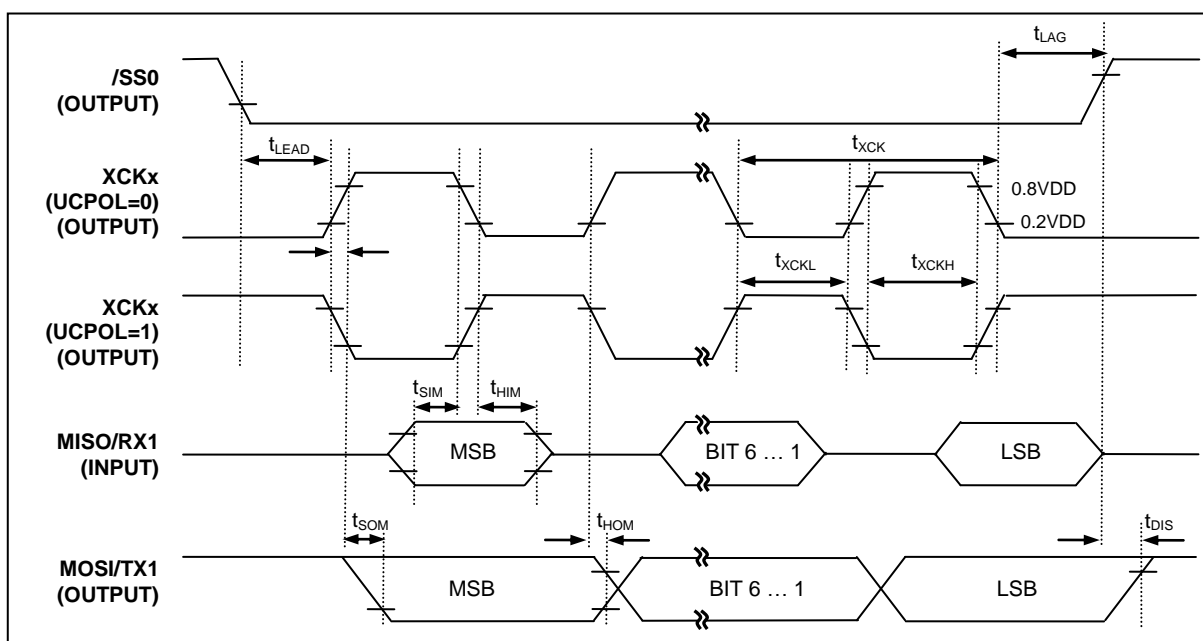 tLAG
/SS0
(OUTPUT)
tLEAD
tXCK
XCKx
(UCPOL=0)
(OUTPUT)
0.8VDD
0.2VDD
tXCKL
tXCKH
XCKx
(UCPOL=1)
(OUTPUT)
tSIM
tHIM
MISO/RX1
(INPUT)
MSB
BIT 6 … 1
LSB
tSOM
tHOM
tDIS
MOSI/TX1
(OUTPUT)
MSB
BIT 6 … 1
LSB